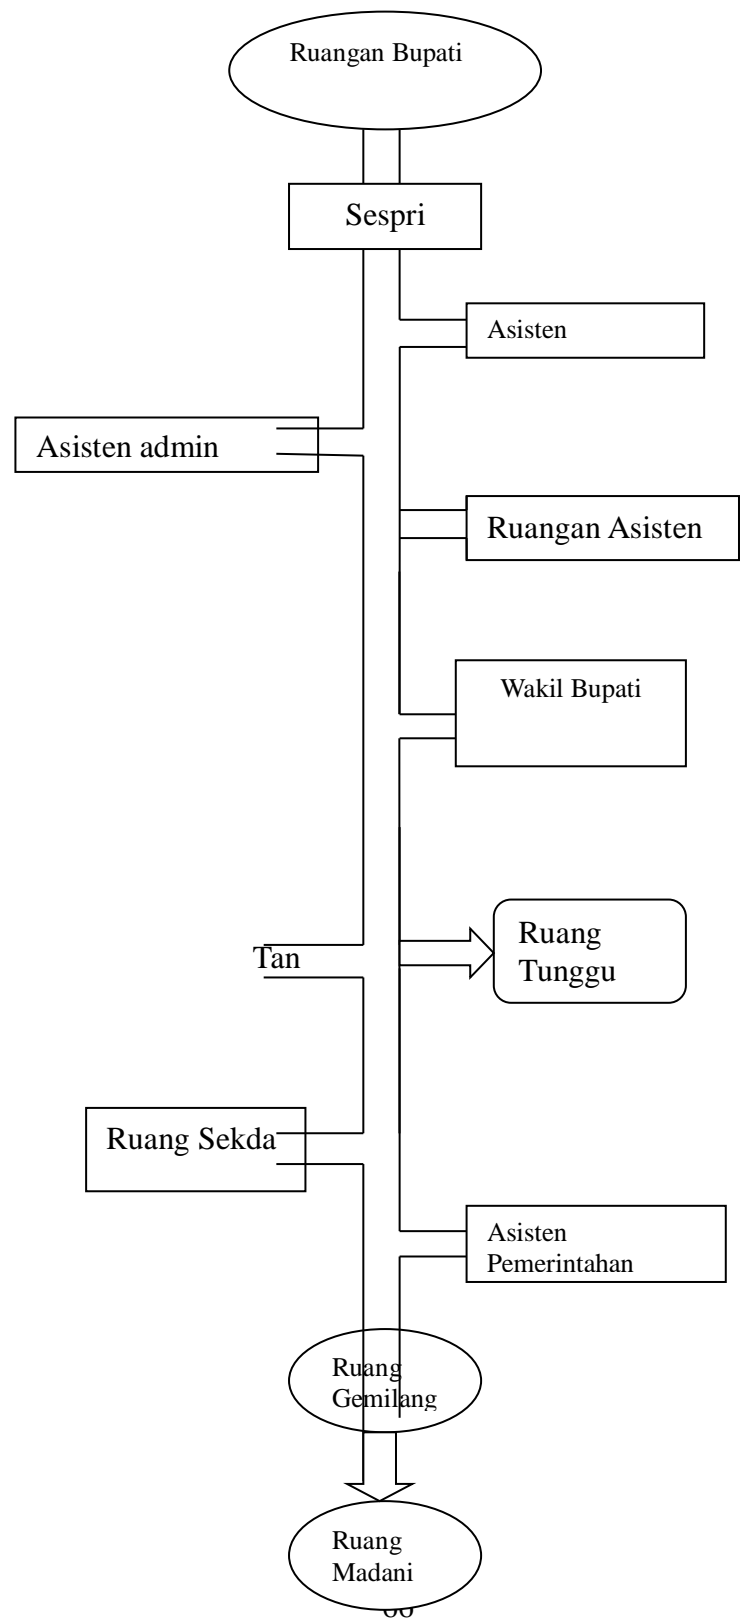 Ruangan Bupati
Sespri
Asisten
Asisten admin
Ruangan Asisten
Wakil Bupati
Ruang
Tunggu
Tan
Ruang Sekda
Asisten
Pemerintahan
Ruang
Gemilang
Ruang
Madani